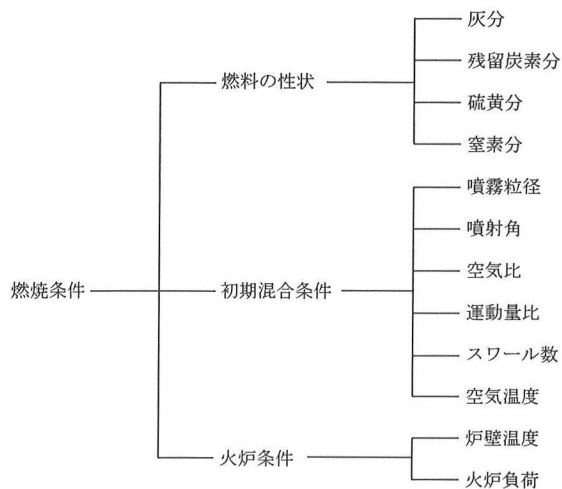 燃焼条件
燃料の性状
灰分
残留炭素分
硫黄分
窒素分
初期混合条件
噴霧粒径
噴射角
空気比
運動量比
スワール数
空気温度
火炉条件
炉壁温度
火炉負荷